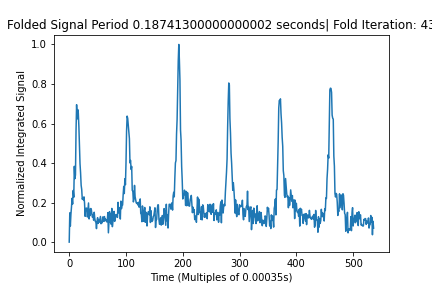 Folded Signal Period 0.18741300000000002 seconds| Fold Iteration: 43
Normalized Integrated Signal
1.0
0.8
0.6
0.4
0.2
0.0
0 100 200 300 400 500
Time (Multiples of 0.00035s)